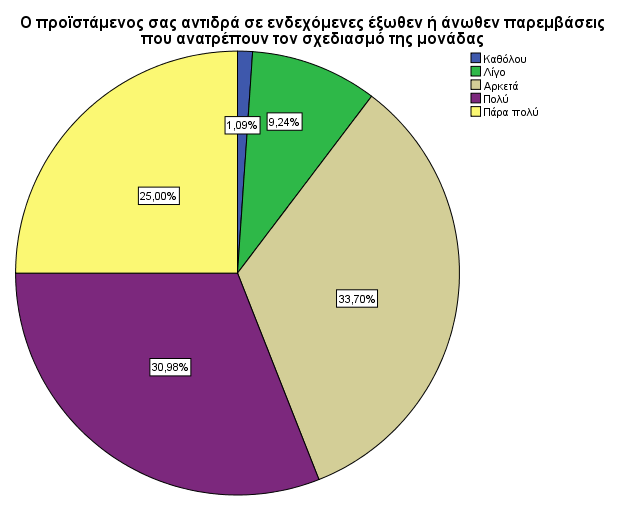 Ο προϊστάμενος σας αντιδρά σε ενδεχόμενες έξωθεν ή άνωθεν παρεμβάσεις
που ανατρέπουν τον σχεδιασμό της μονάδας
Καθόλου
Λίγο
Αρκετά
Πολύ
Πάρα πολύ
1,09%
9,24%
25,00%
33,70%
30,98%